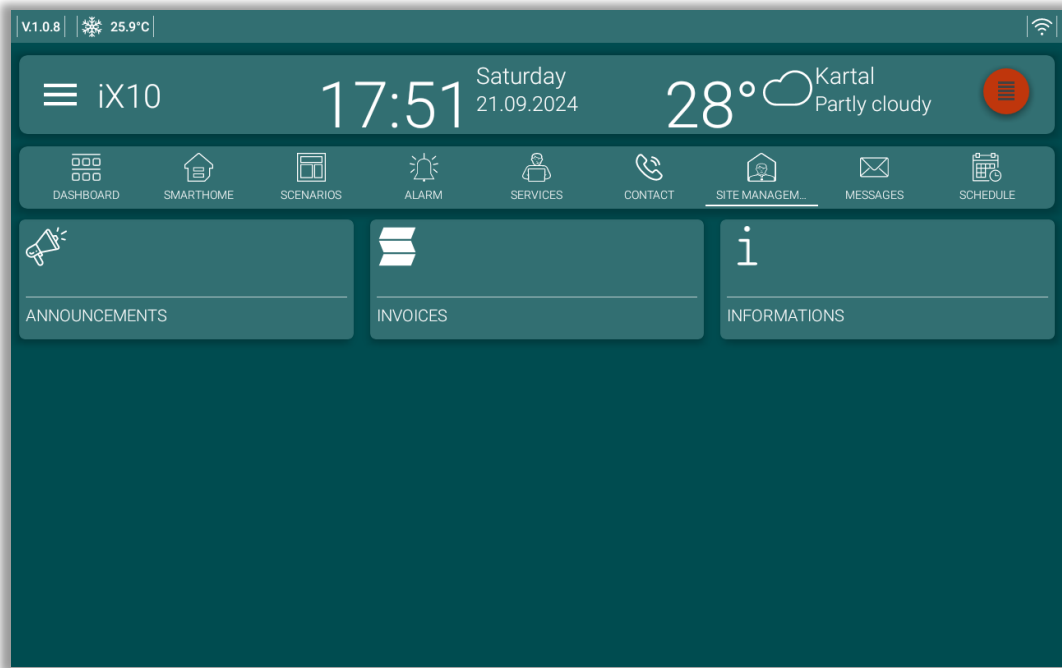 V.1.0.8 25.9°C
iX10
17:51
Saturday
21.09.2024
28°
Kartal
Partly cloudy
DASHBOARD SMARTHOME SCENARIOS ALARM SERVICES CONTACT SITE MANAGEM... MESSAGES SCHEDULE
ANNOUNCEMENTS INVOICES INFORMATIONS